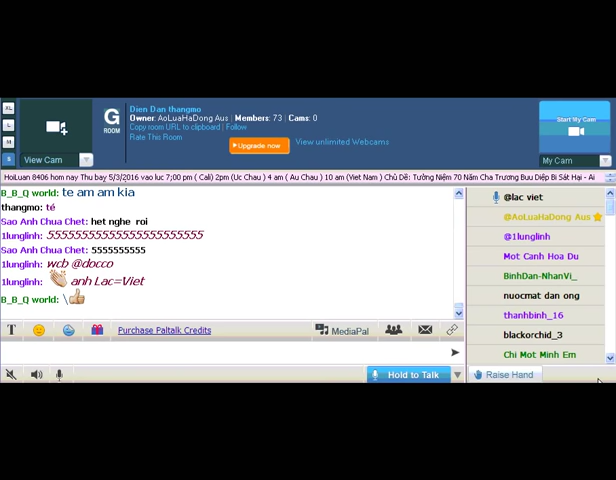 XL
L
M
S
View Cam
G
ROOM
Dien Dan thangmo
Owner: AoLuaHaDong Aus | Members: 73 | Cams: 0
Copy room URL to clipboard | Follow
Rate This Room
Upgrade now
View unlimited Webcams
Start My Cam
My Cam
HoiLuan 8406 hom nay Thu bay 5/3/2016 vao luc 7;00 pm ( Cali) 2pm (Uc Chau ) 4 am ( Au Chau ) 10 am (Viet Nam ) Chủ Dề: Tưởng Niệm 70 Năm Cha Trương Bưu Diệp Bi Sát Hại - Ai
B_B_Q world: te am am kia
thangmo: té
Sao Anh Chua Chet: het nghe roi
1lunglinh: 555555555555555555555555
Sao Anh Chua Chet: 5555555555
1lunglinh: wcb @docco
1lunglinh: anh Lac=Viet
B_B_Q world: \
@lac viet
@AoLuaHaDong Aus
@1lunglinh
Mot Canh Hoa Du
BinhDan-NhanVi_
nuocmat dan ong
thanhbinh_16
blackorchid_3
Chi Mot Minh Em
T
Purchase Paltalk Credits
MediaPal
Hold to Talk
Raise Hand